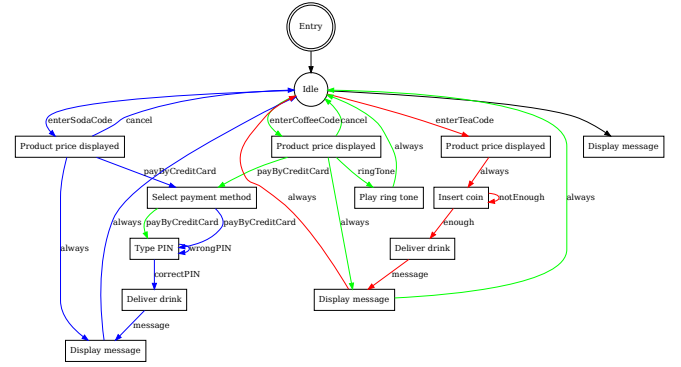 Entry
Idle
enterSodaCode
cancel
enterCoffeeCode
cancel
enterTeaCode
Product price displayed
Product price displayed
Product price displayed
Display message
payByCreditCard
payByCreditCard
ringTone
always
always
Select payment method
always
Play ring tone
Insert coin
notEnough
always
always
payByCreditCard
payByCreditCard
always
enough
always
Type PIN
wrongPIN
Deliver drink
correctPIN
message
Deliver drink
Display message
message
Display message